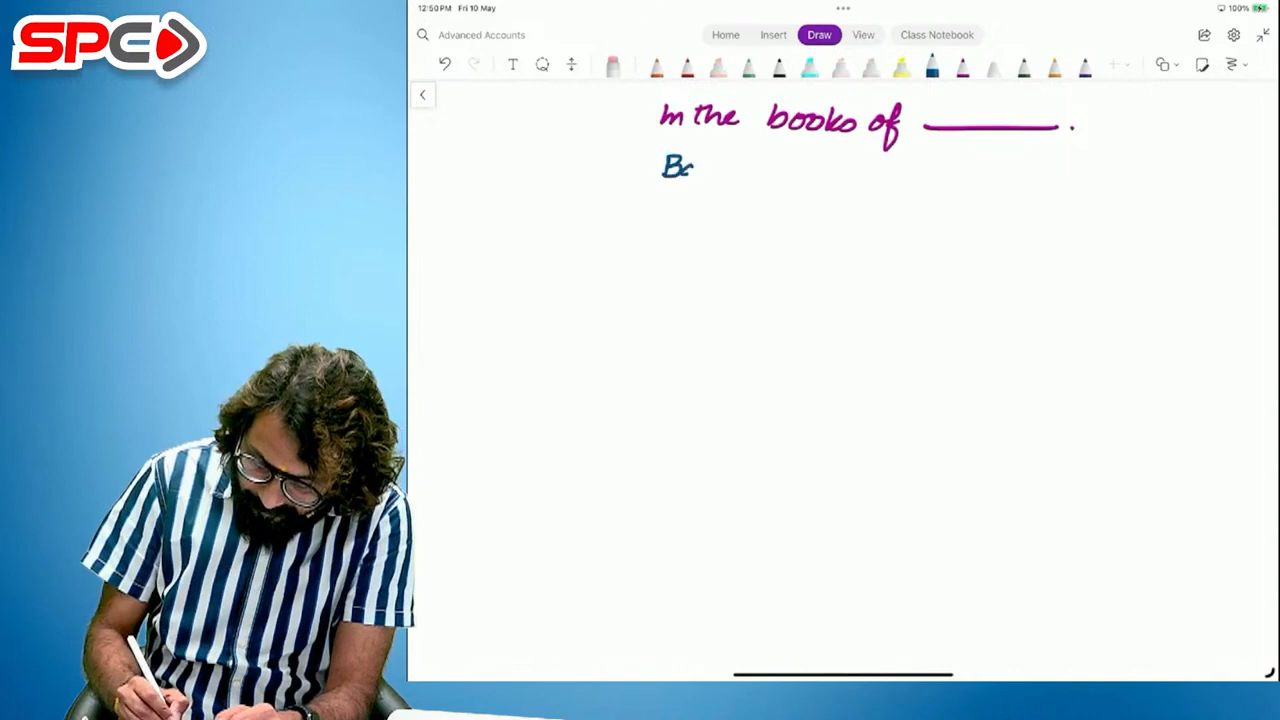 SPC
12:50 PM Fri 10 May
100%
Advanced Accounts
Home Insert Draw View Class Notebook
T
In the books of ________.
Ba